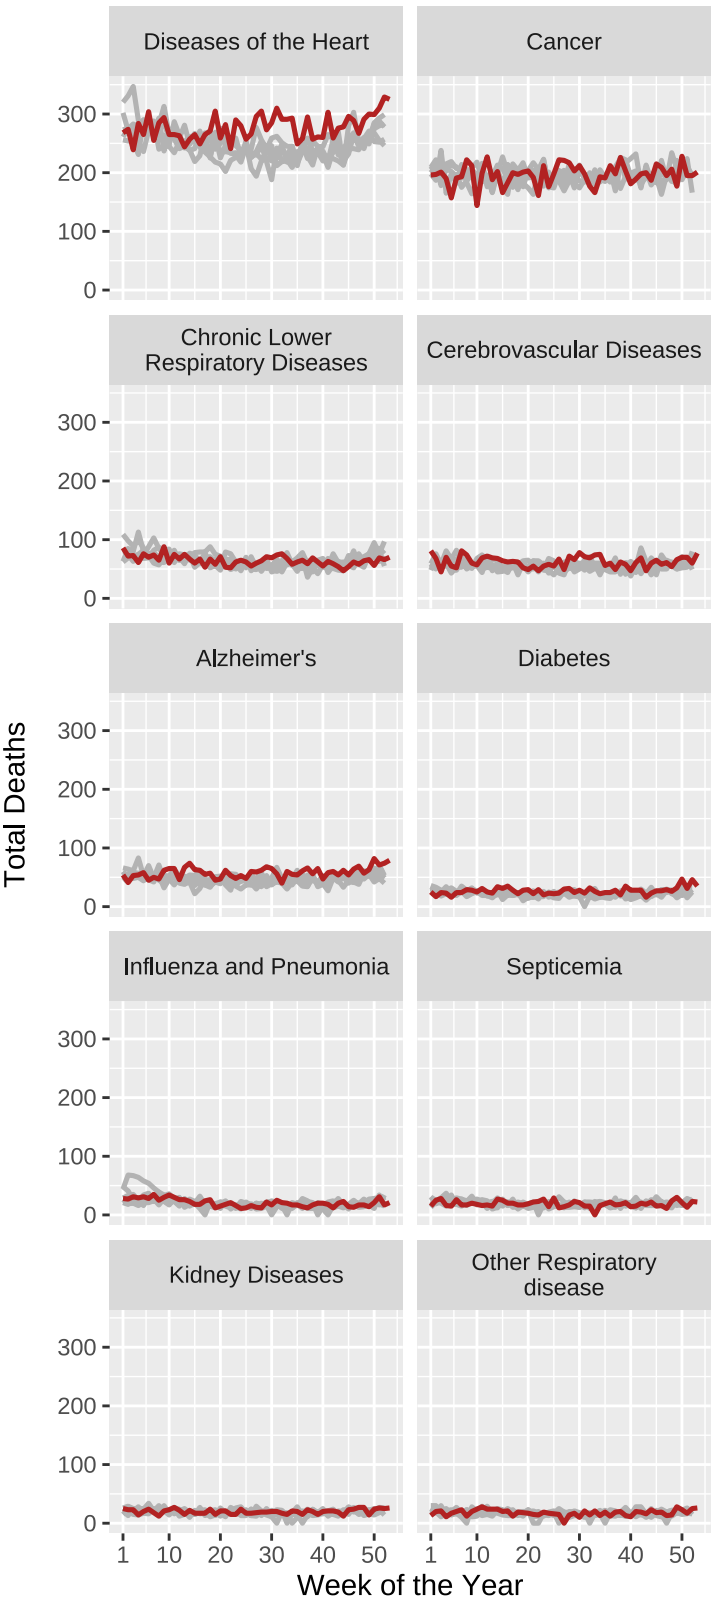 Diseases of the Heart
Cancer
300
200
100
0
Chronic Lower
Respiratory Diseases
Cerebrovascular Diseases
300
200
100
0
Alzheimer's
Diabetes
300
200
100
0
Influenza and Pneumonia
Septicemia
300
200
100
0
Kidney Diseases
Other Respiratory
disease
300
200
100
0
1 10 20 30 40 50
1 10 20 30 40 50
Week of the Year
Total Deaths